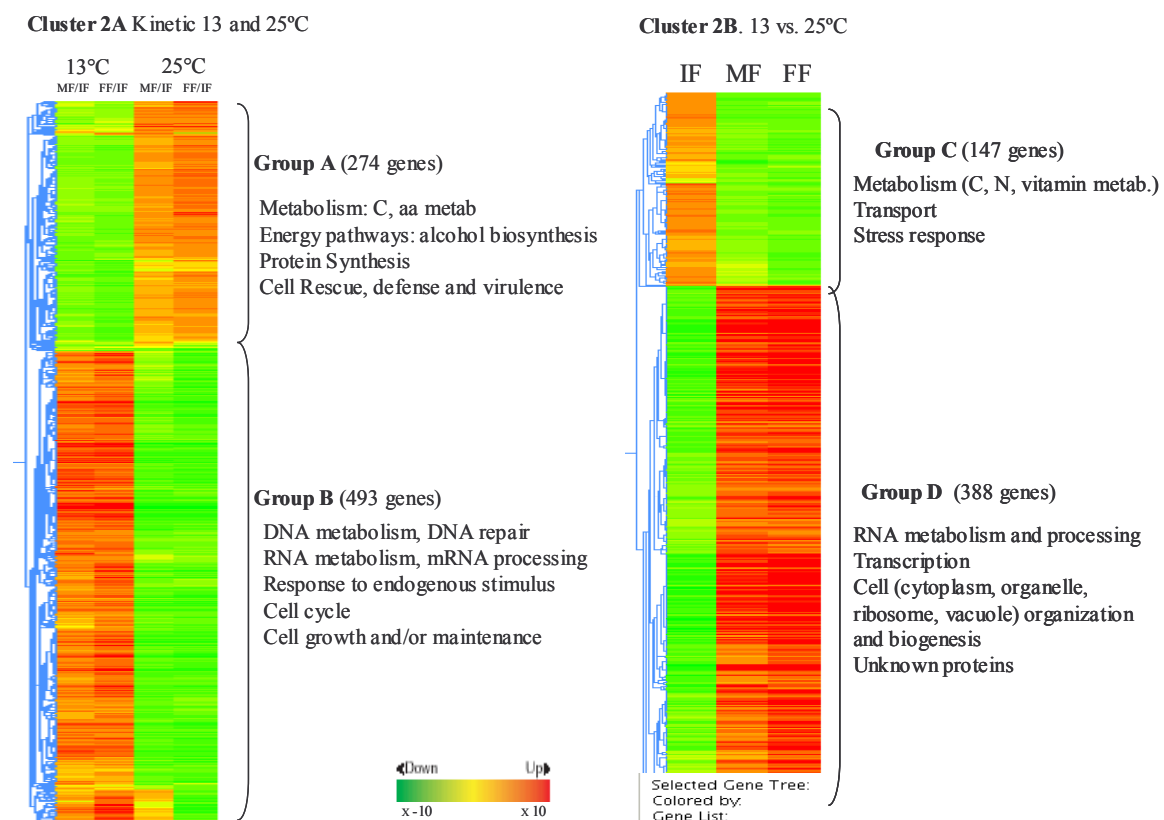 Cluster 2A Kinetic 13 and 25ºC
13ºC 25ºC
MF/IF FF/IF MF/IF FF/IF
Group A (274 genes)
Metabolism: C, aa metab
Energy pathways: alcohol biosynthesis
Protein Synthesis
Cell Rescue, defense and virulence
Group B (493 genes)
DNA metabolism, DNA repair
RNA metabolism, mRNA processing
Response to endogenous stimulus
Cell cycle
Cell growth and/or maintenance
Down Up
x -10 x 10
Cluster 2B. 13 vs. 25ºC
IF MF FF
Group C (147 genes)
Metabolism (C, N, vitamin metab.)
Transport
Stress response
Group D (388 genes)
RNA metabolism and processing
Transcription
Cell (cytoplasm, organelle,
ribosome, vacuole) organization
and biogenesis
Unknown proteins
Selected Gene Tree:
Colored by:
Gene List: